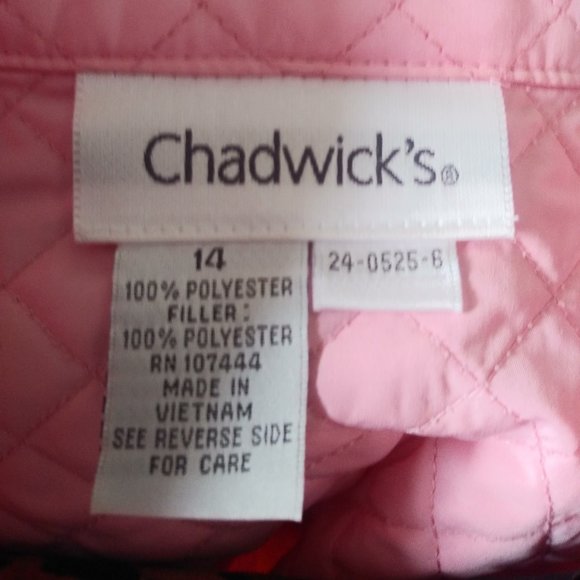 Chadwick's®
14
100% POLYESTER
FILLER:
100% POLYESTER
RN 107444
MADE IN
VIETNAM
SEE REVERSE SIDE
FOR CARE
24-0525-6